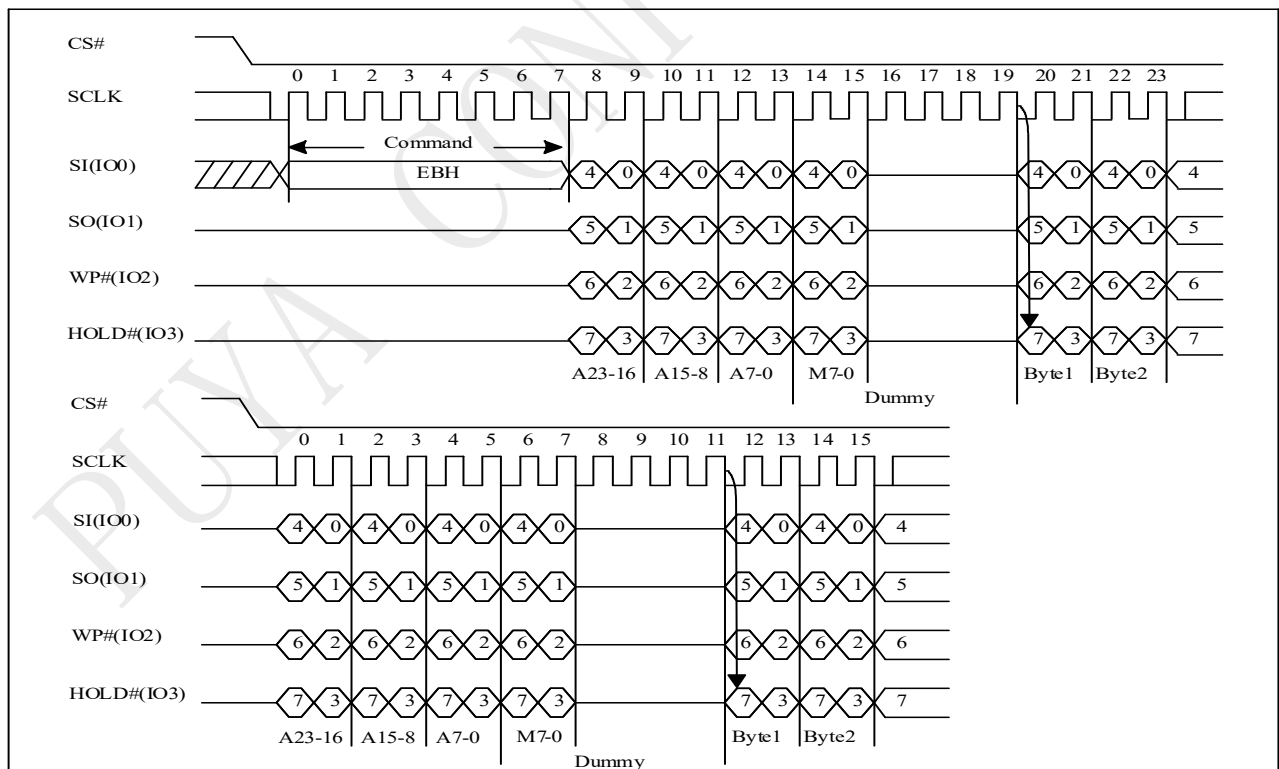 PUYA CONF
CS#
0 1 2 3 4 5 6 7 8 9 10 11 12 13 14 15 16 17 18 19 20 21 22 23
SCLK
Command
SI(IO0) EBH 4 0 4 0 4 0 4 0 4 0 4 0 4
SO(IO1) 5 1 5 1 5 1 5 1 5 1 5 1 5
WP#(IO2) 6 2 6 2 6 2 6 2 6 2 6 2 6
HOLD#(IO3) 7 3 7 3 7 3 7 3 7 3 7 3 7
A23-16 A15-8 A7-0 M7-0 Byte1 Byte2
Dummy
CS#
0 1 2 3 4 5 6 7 8 9 10 11 12 13 14 15
SCLK
SI(IO0) 4 0 4 0 4 0 4 0 4 0 4 0 4
SO(IO1) 5 1 5 1 5 1 5 1 5 1 5 1 5
WP#(IO2) 6 2 6 2 6 2 6 2 6 2 6 2 6
HOLD#(IO3) 7 3 7 3 7 3 7 3 7 3 7 3 7
A23-16 A15-8 A7-0 M7-0 Byte1 Byte2
Dummy